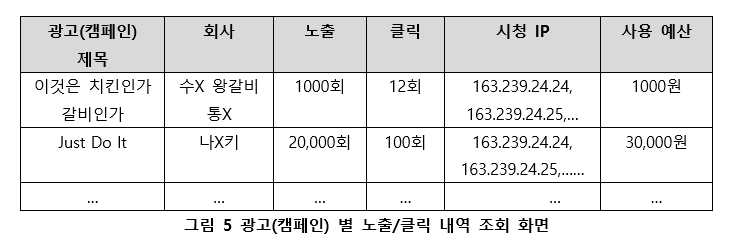 광고(캠페인) 제목 회사 노출 클릭 시청 IP 사용 예산
이것은 치킨인가 갈비인가 수X 왕갈비 통X 1000회 12회 163.239.24.24, 163.239.24.25,... 1000원
Just Do It 나X키 20,000회 100회 163.239.24.24, 163.239.24.25,...... 30,000원
... ... ... ... ... ...
그림 5 광고(캠페인) 별 노출/클릭 내역 조회 화면